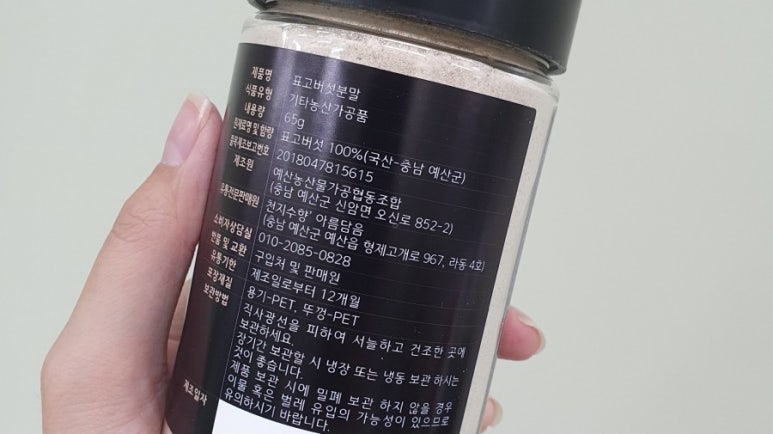 제품명 표고버섯분말
식품유형 기타농산가공품
내용량 65g
원재료명 및 함량 표고버섯 100%(국산-충남 예산군)
품목제조보고번호 2018047815615
제조원 예산농산물가공협동조합
(충남 예산군 신암면 오신로 852-2)
유통전문판매원 천지수향' 아름담음
(충남 예산군 예산읍 형제고개로 967, 라동 4호)
소비자상담실 010-2085-0828
반품 및 교환 구입처 및 판매원
유통기한 제조일로부터 12개월
포장재질 용기-PET, 뚜껑-PET
보관방법 직사광선을 피하여 서늘하고 건조한 곳에
보관하세요.
장기간 보관할 시 냉장 또는 냉동 보관 하시는
것이 좋습니다.
제품 보관 시에 밀폐 보관 하지 않을 경우
이물 혹은 벌레 유입의 가능성이 있으므로
유의하시기 바랍니다.
제조일자